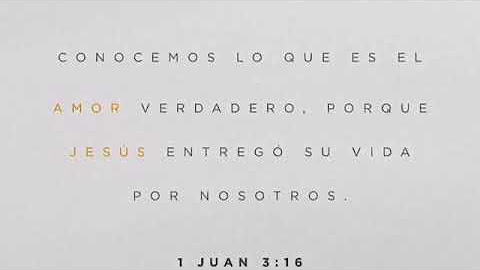 CONOCEMOS LO QUE ES EL
AMOR VERDADERO, PORQUE
JESÚS ENTREGÓ SU VIDA
POR NOSOTROS.
1 JUAN 3:16